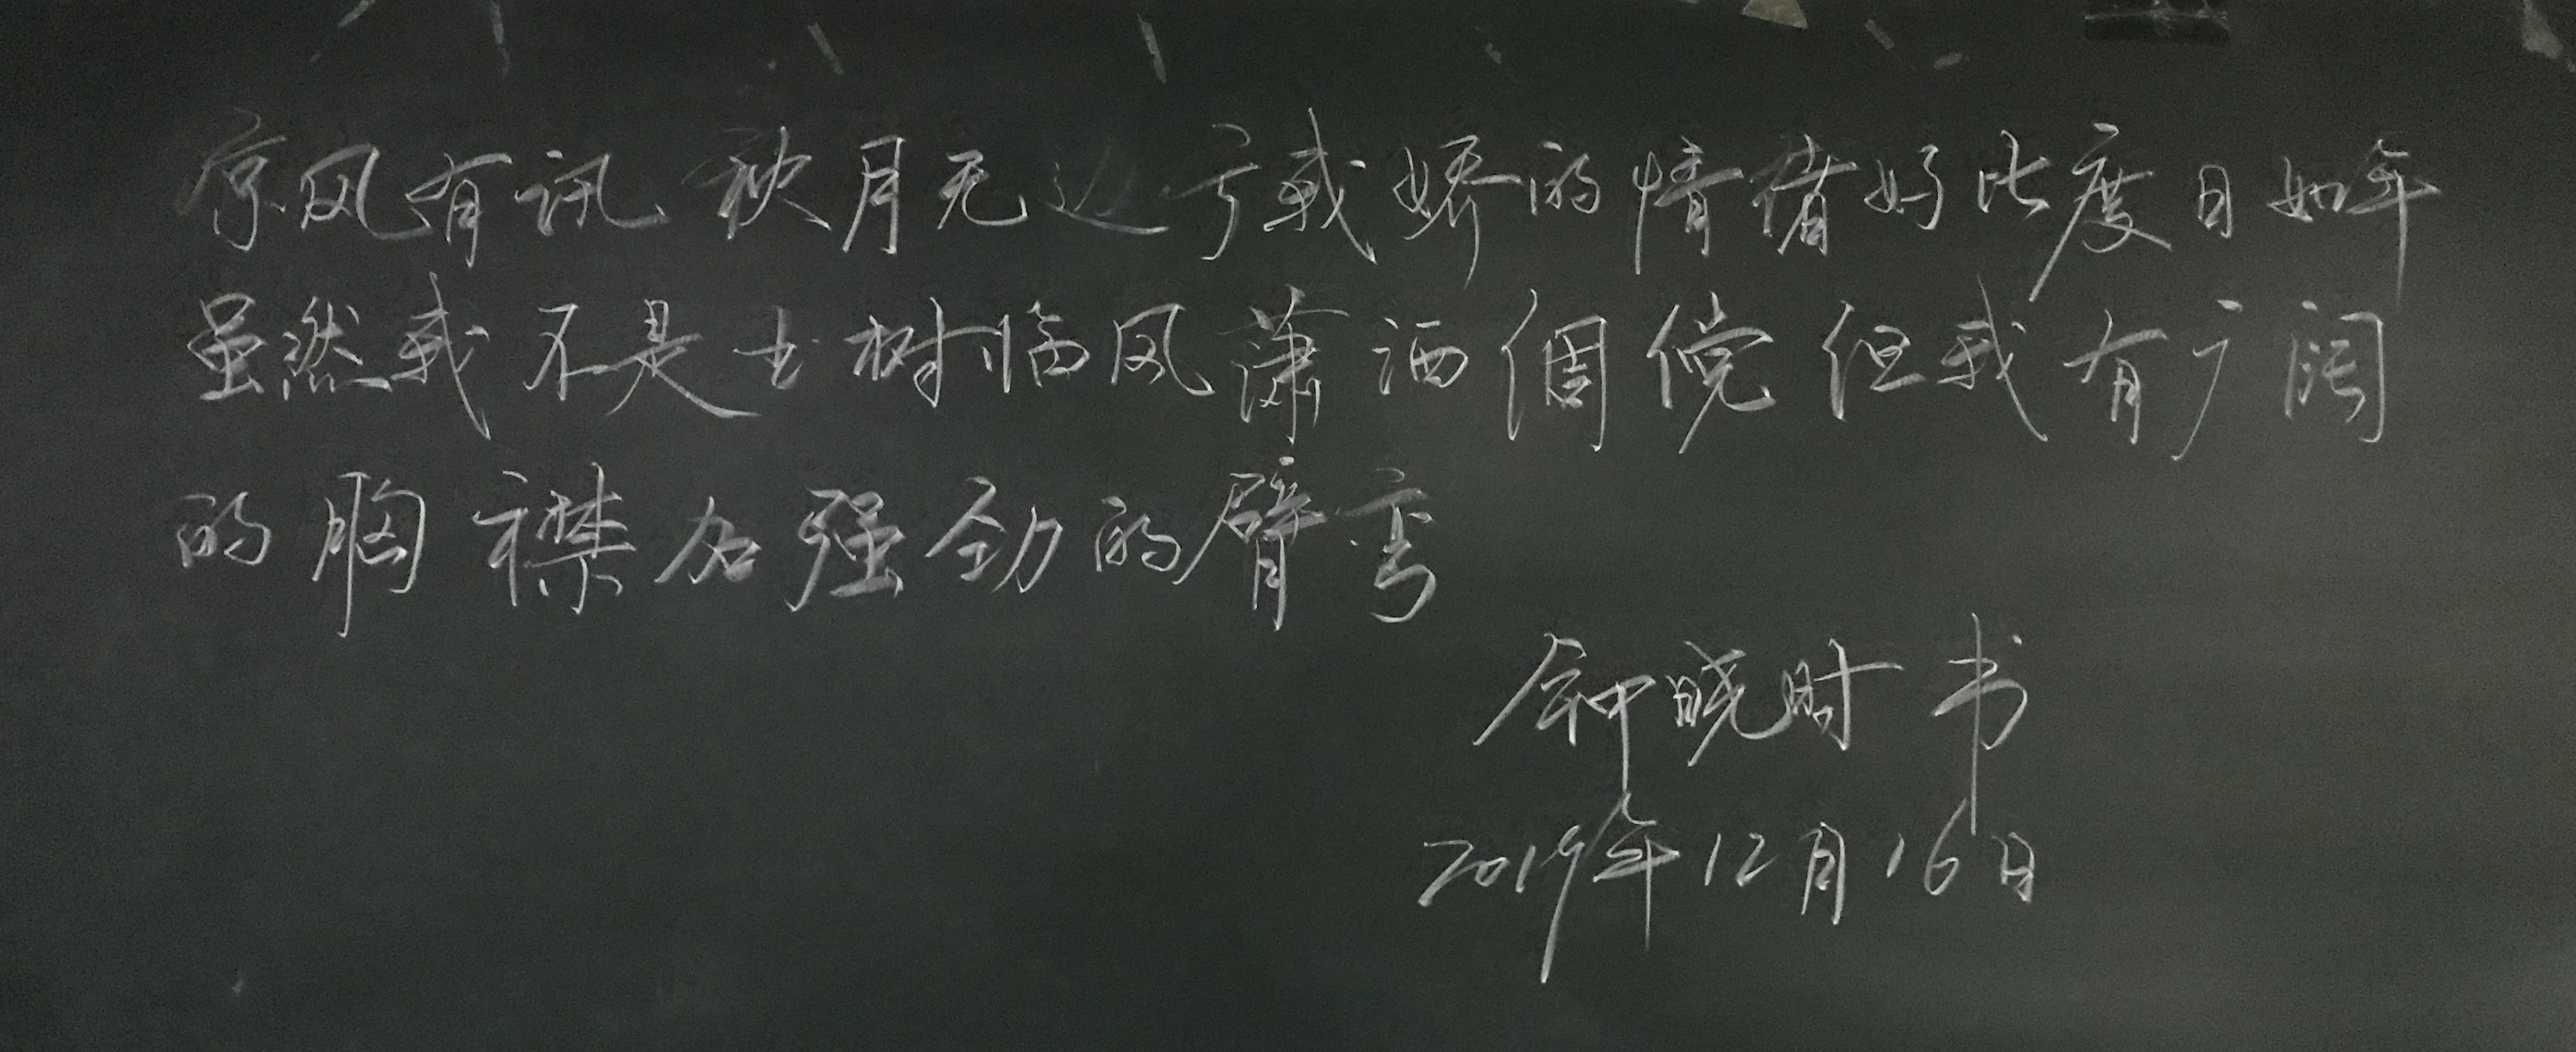 凉风有讯 秋月无边 亏我娇的情绪好比度日如年
虽然我不是玉树临风 潇洒倜傥 但我有广阔
的胸襟加强劲的臂弯
钟晓时 书
2019年12月16日